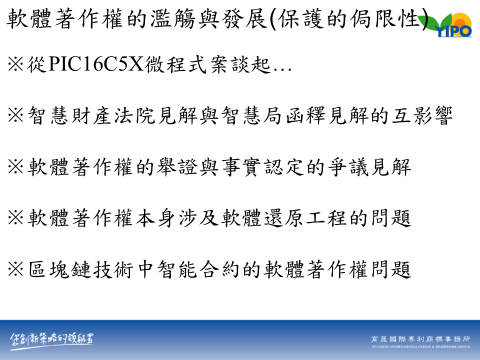 軟體著作權的濫觴與發展(保護的侷限性)
YIPO
※從PIC16C5X微程式案談起…
※智慧財產法院見解與智慧局函釋見解的互影響
※軟體著作權的舉證與事實認定的爭議見解
※軟體著作權本身涉及軟體還原工程的問題
※區塊鏈技術中智能合約的軟體著作權問題